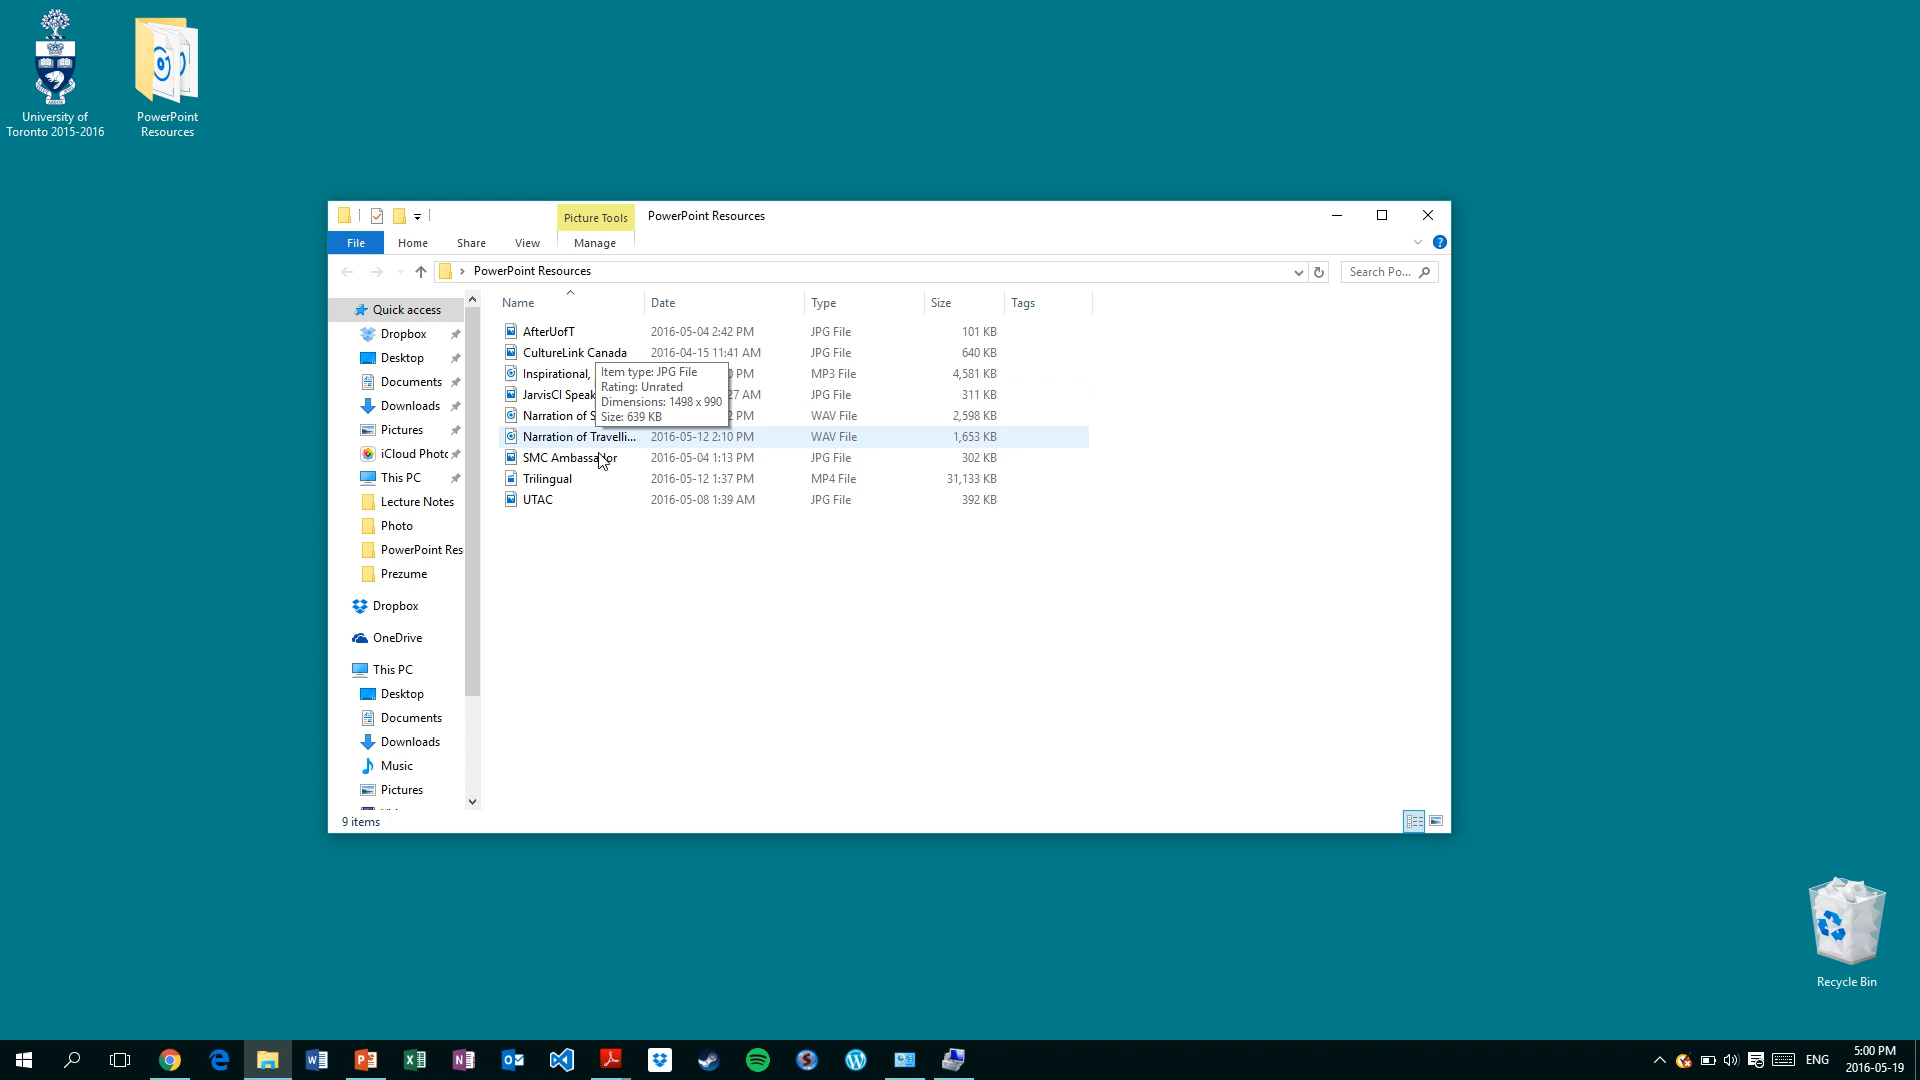 University of
Toronto 2015-2016
PowerPoint
Resources
Picture Tools
PowerPoint Resources
File
Home
Share
View
Manage
PowerPoint Resources
Search Po...
Quick access
Dropbox
Desktop
Documents
Downloads
Pictures
iCloud Photo
This PC
Lecture Notes
Photo
PowerPoint Res
Prezume
Dropbox
OneDrive
This PC
Desktop
Documents
Downloads
Music
Pictures
Name Date Type Size Tags
AfterUofT 2016-05-04 2:42 PM JPG File 101 KB
CultureLink Canada 2016-04-15 11:41 AM JPG File 640 KB
Inspirational, PM MP3 File 4,581 KB
JarvisCI Speak AM JPG File 311 KB
Narration of S PM WAV File 2,598 KB
Narration of Travelli... 2016-05-12 2:10 PM WAV File 1,653 KB
SMC Ambassador 2016-05-04 1:13 PM JPG File 302 KB
Trilingual 2016-05-12 1:37 PM MP4 File 31,133 KB
UTAC 2016-05-08 1:39 AM JPG File 392 KB
Item type: JPG File
Rating: Unrated
Dimensions: 1498 x 990
Size: 639 KB
9 items
Recycle Bin
ENG
5:00 PM
2016-05-19